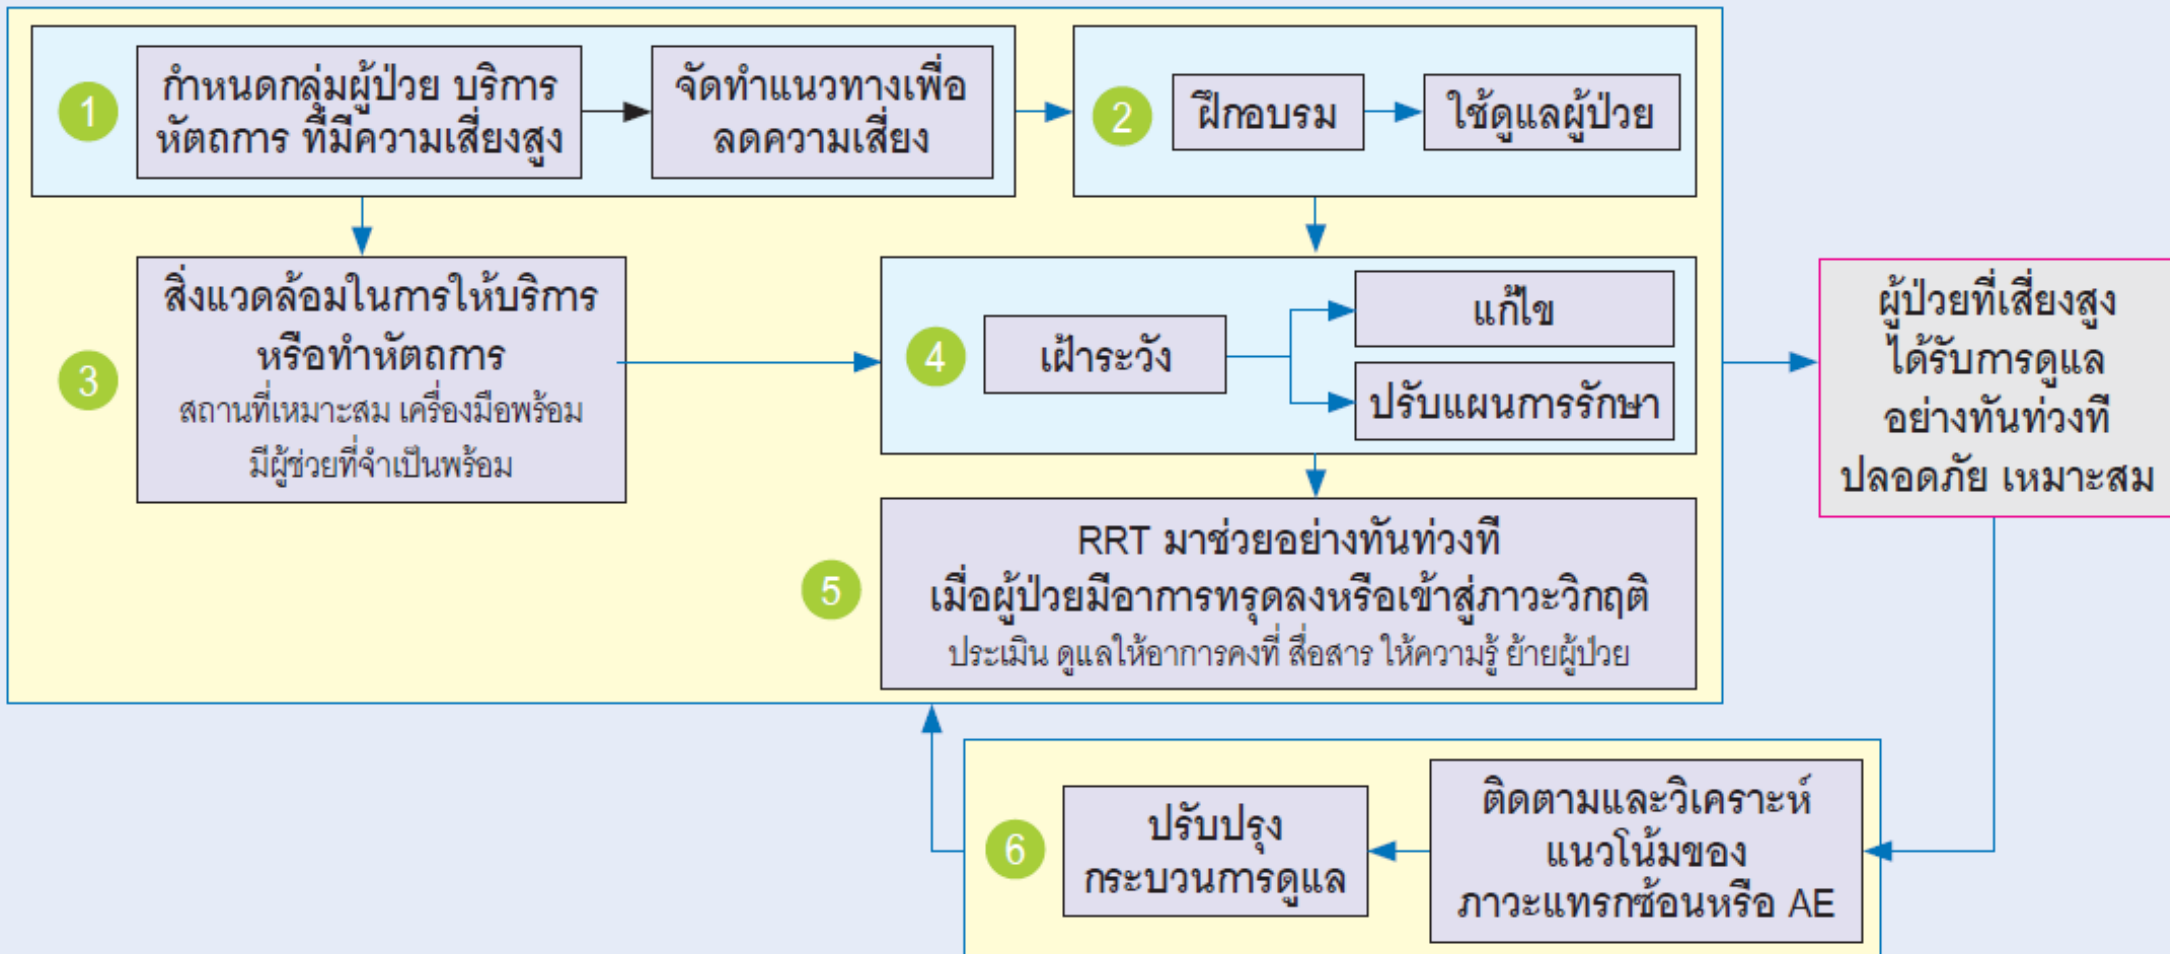 1
กำหนดกลุ่มผู้ป่วย บริการ
หัตถการ ที่มีความเสี่ยงสูง
จัดทำแนวทางเพื่อ
ลดความเสี่ยง
2
ฝึกอบรม
ใช้ดูแลผู้ป่วย
3
สิ่งแวดล้อมในการให้บริการ
หรือทำหัตถการ
สถานที่เหมาะสม เครื่องมือพร้อม
มีผู้ช่วยที่จำเป็นพร้อม
4
เฝ้าระวัง
แก้ไข
ปรับแผนการรักษา
5
RRT มาช่วยอย่างทันท่วงที
เมื่อผู้ป่วยมีอาการทรุดลงหรือเข้าสู่ภาวะวิกฤติ
ประเมิน ดูแลให้อาการคงที่ สื่อสาร ให้ความรู้ ย้ายผู้ป่วย
ผู้ป่วยที่เสี่ยงสูง
ได้รับการดูแล
อย่างทันท่วงที
ปลอดภัย เหมาะสม
6
ปรับปรุง
กระบวนการดูแล
ติดตามและวิเคราะห์
แนวโน้มของ
ภาวะแทรกซ้อนหรือ AE